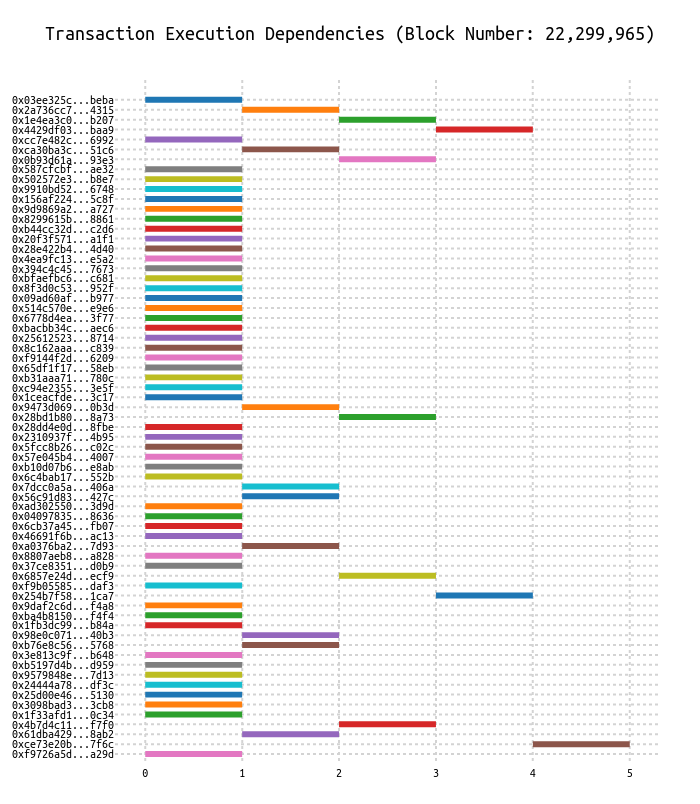 Transaction Execution Dependencies (Block Number: 22,299,965)
0x03ee325c...beba
0x2a736cc7...4315
0x1e4ea3c0...b207
0x4429df03...baa9
0xcc7e482c...6992
0xca30ba3c...51c6
0x0b93d61a...93e3
0x587cfcbf...ae32
0x502572e3...b8e7
0x9910bd52...6748
0x156af224...5c8f
0x9d9869a2...a727
0x8299615b...8861
0xb44cc32d...c2d6
0x20f3f571...a1f1
0x28e422b4...4d40
0x4ea9fc13...e5a2
0x394c4c45...7673
0xbfaefbc6...c681
0x8f3d0c53...952f
0x09ad60af...b977
0x514c570e...e9e6
0x6778d4ea...3f77
0xbacbb34c...aec6
0x25612523...8714
0x8c162aaa...c839
0xf9144f2d...6209
0x65df1f17...58eb
0xb31aaa71...780c
0xc94e2355...3e5f
0x1ceacfde...3c17
0x9473d069...0b3d
0x28bd1b80...8a73
0x28dd4e0d...8fbe
0x2310937f...4b95
0x5fcc8b26...c02c
0x57e045b4...4007
0xb10d07b6...e8ab
0x6c4bab17...552b
0x7dcc0a5a...406a
0x56c91d83...427c
0xad302550...3d9d
0x04097835...8636
0x6cb37a45...fb07
0x46691f6b...ac13
0xa0376ba2...7d93
0x8807aeb8...a828
0x37ce8351...d0b9
0x6857e24d...ecf9
0xf9b05585...daf3
0x254b7f58...1ca7
0x9daf2c6d...f4a8
0xba4b8150...f4f4
0x1fb3dc99...b84a
0x98e0c071...40b3
0xb76e8c56...5768
0x3e813c9f...b648
0xb5197d4b...d959
0x9579848e...7d13
0x24444a78...df3c
0x25d00e46...5130
0x3098bad3...3cb8
0x1f33afd1...0c34
0x4b7d4c11...f7f0
0x61dba429...8ab2
0xce73e20b...7f6c
0xf9726a5d...a29d
0 1 2 3 4 5